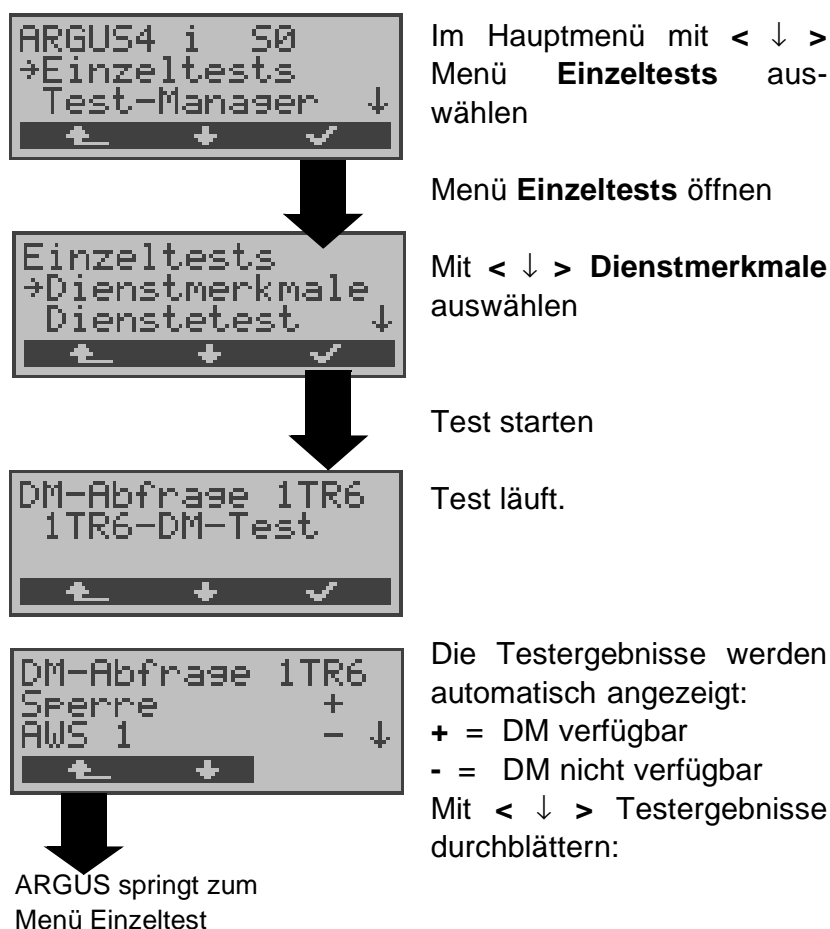 ARGUS4 i S0
→Einzeltests
Test-Manager ↓
Im Hauptmenü mit < ↓ >
Menü Einzeltests aus-
wählen
Menü Einzeltests öffnen
Einzeltests
→Dienstmerkmale
Dienstetest ↓
Mit < ↓ > Dienstmerkmale
auswählen
Test starten
DM-Abfrage 1TR6
1TR6-DM-Test
Test läuft.
DM-Abfrage 1TR6
Sperre +
AWS 1 - ↓
Die Testergebnisse werden
automatisch angezeigt:
+ = DM verfügbar
- = DM nicht verfügbar
Mit < ↓ > Testergebnisse
durchblättern:
ARGUS springt zum
Menü Einzeltest